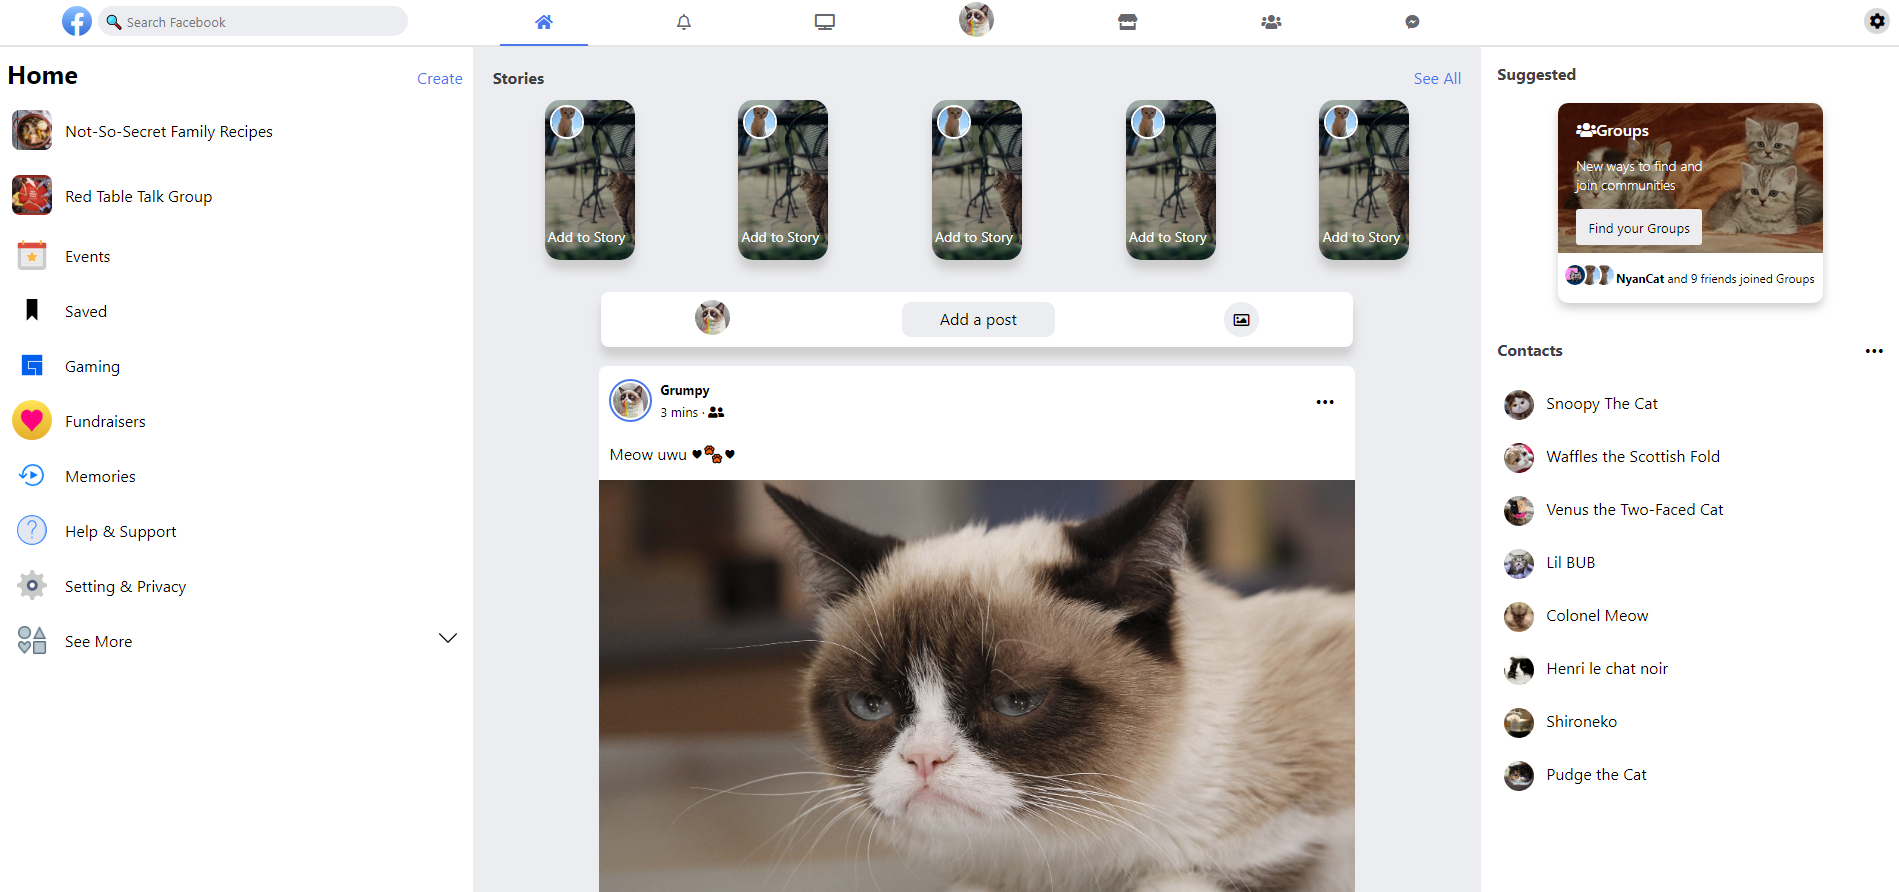 Search Facebook
Home
Create
Not-So-Secret Family Recipes
Red Table Talk Group
Events
Saved
Gaming
Fundraisers
Memories
Help & Support
Setting & Privacy
See More
Stories
See All
Add to Story
Add to Story
Add to Story
Add to Story
Add to Story
Add a post
Grumpy
3 mins ·
Meow uwu ♥🐾♥
Suggested
Groups
New ways to find and
join communities
Find your Groups
NyanCat and 9 friends joined Groups
Contacts
Snoopy The Cat
Waffles the Scottish Fold
Venus the Two-Faced Cat
Lil BUB
Colonel Meow
Henri le chat noir
Shironeko
Pudge the Cat